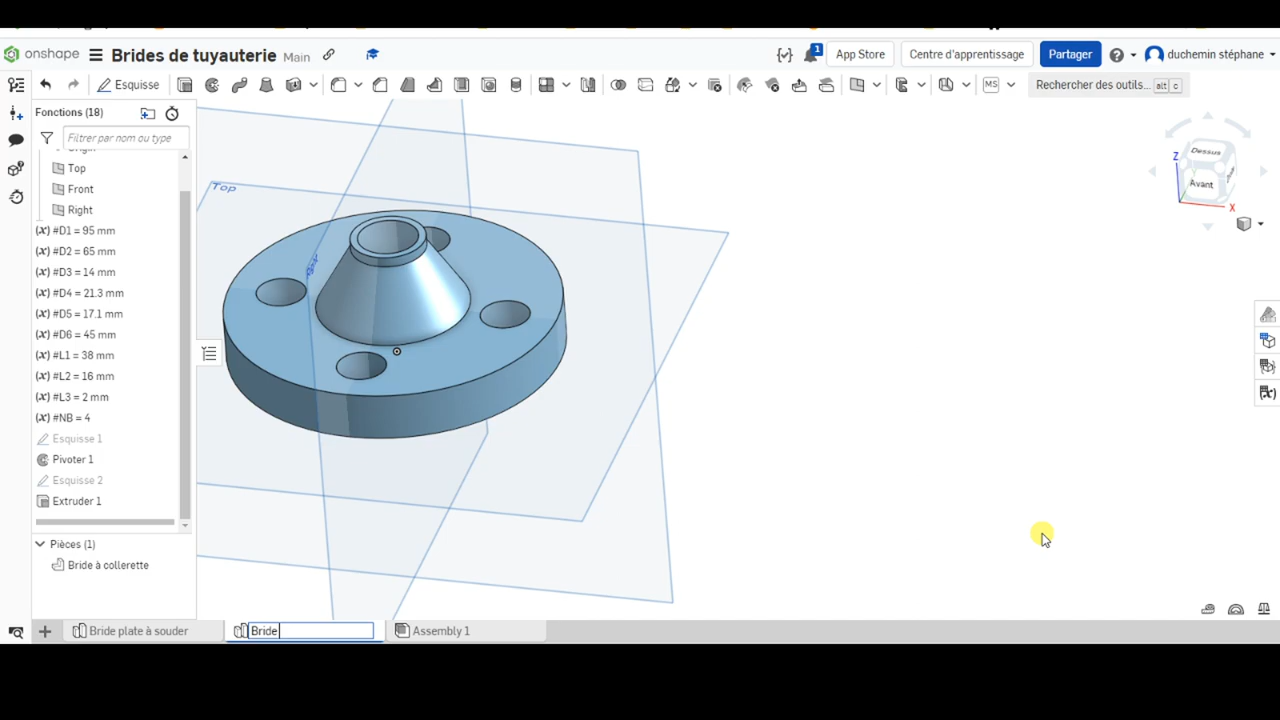 onshape
Brides de tuyauterie Main
1
App Store
Centre d'apprentissage
Partager
duchemin stéphane
Esquisse
MS
Rechercher des outils... alt c
Fonctions (18)
Filtrer par nom ou type
Top
Front
Right
(x) #D1 = 95 mm
(x) #D2 = 65 mm
(x) #D3 = 14 mm
(x) #D4 = 21.3 mm
(x) #D5 = 17.1 mm
(x) #D6 = 45 mm
(x) #L1 = 38 mm
(x) #L2 = 16 mm
(x) #L3 = 2 mm
(x) #NB = 4
Esquisse 1
Pivoter 1
Esquisse 2
Extruder 1
Pièces (1)
Bride à collerette
Top
Z
Dessus
Avant
X
Bride plate à souder
Bride
Assembly 1